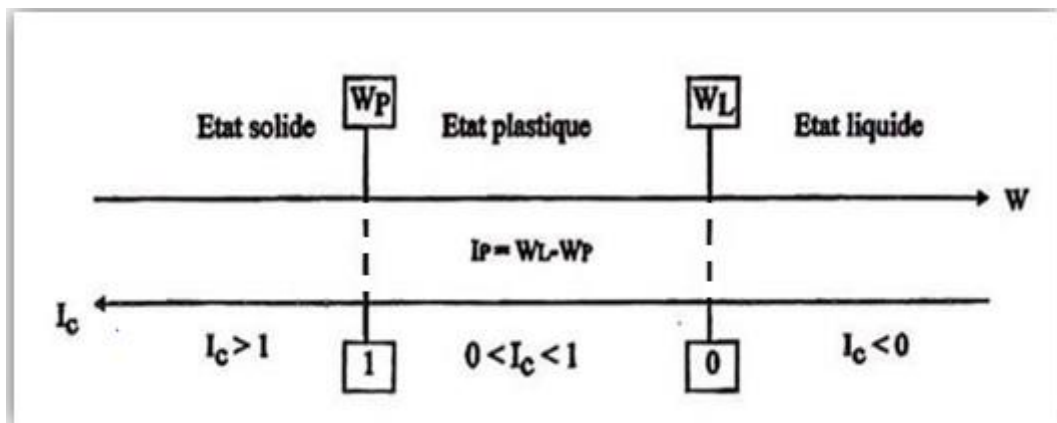 WP WL
Etat solide Etat plastique Etat liquide
W
IP = WL-WP
Ic
Ic > 1 1 0 < Ic < 1 0 Ic < 0